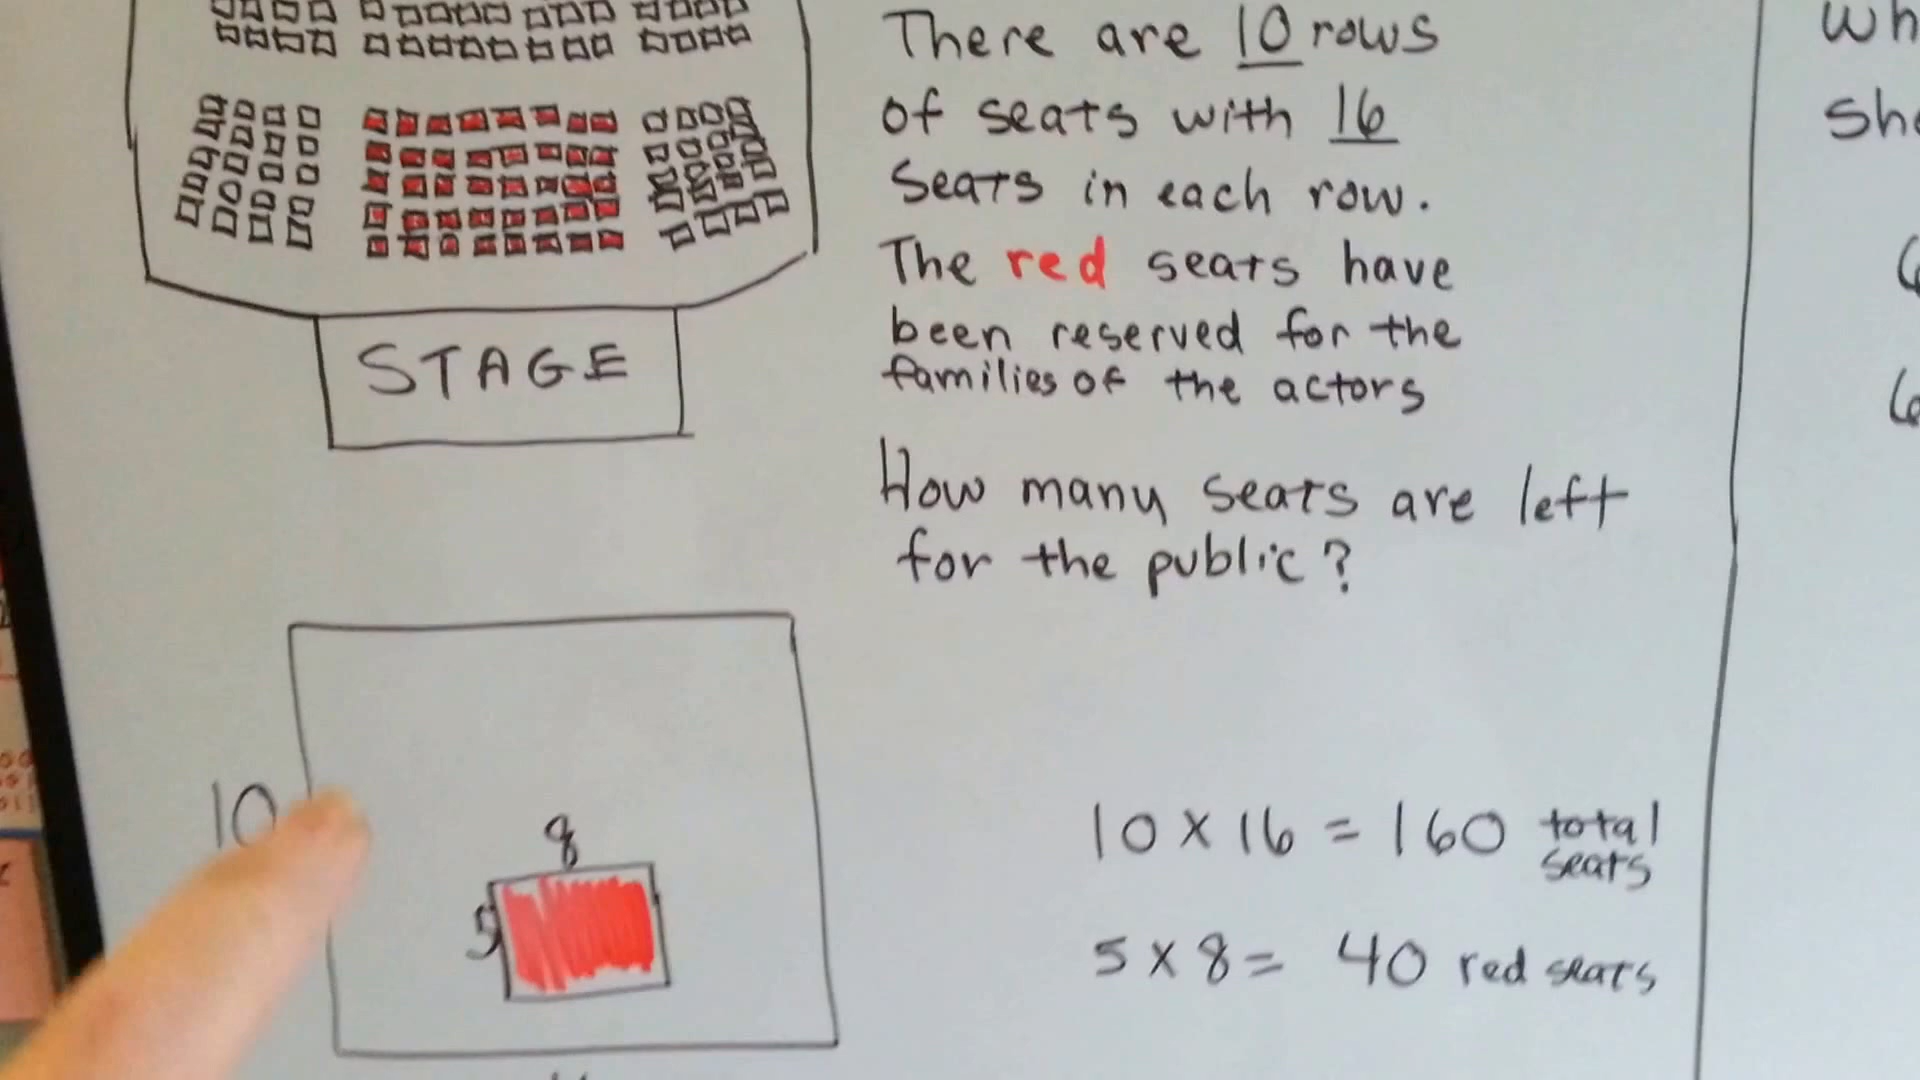 There are 10 rows
of seats with 16
seats in each row.
The red seats have
been reserved for the
families of the actors
How many seats are left
for the public?
STAGE
10
8
5
10 x 16 = 160 total
seats
5 x 8 = 40 red seats